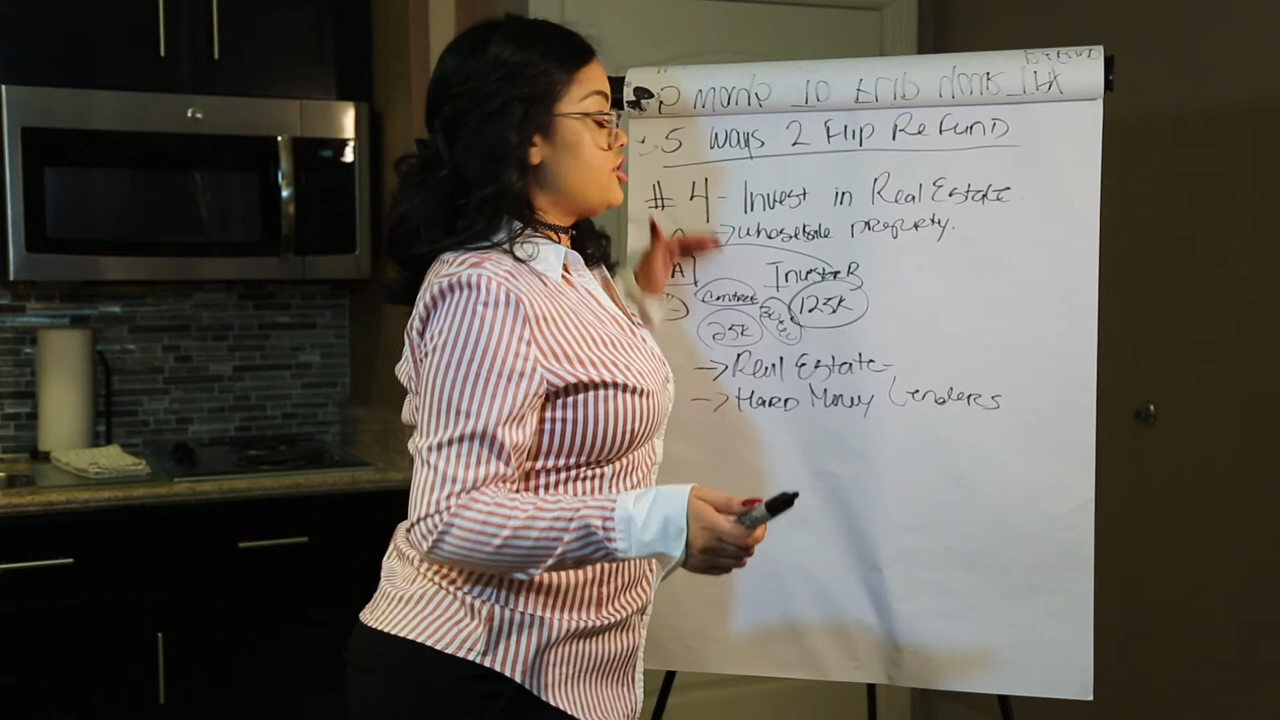 5 Ways 2 Flip Refund
# 4 - Invest in Real Estate
→ wholesale property.
A Investor
Contract 125K
25K
→ Real Estate
→ Hard Money Lenders